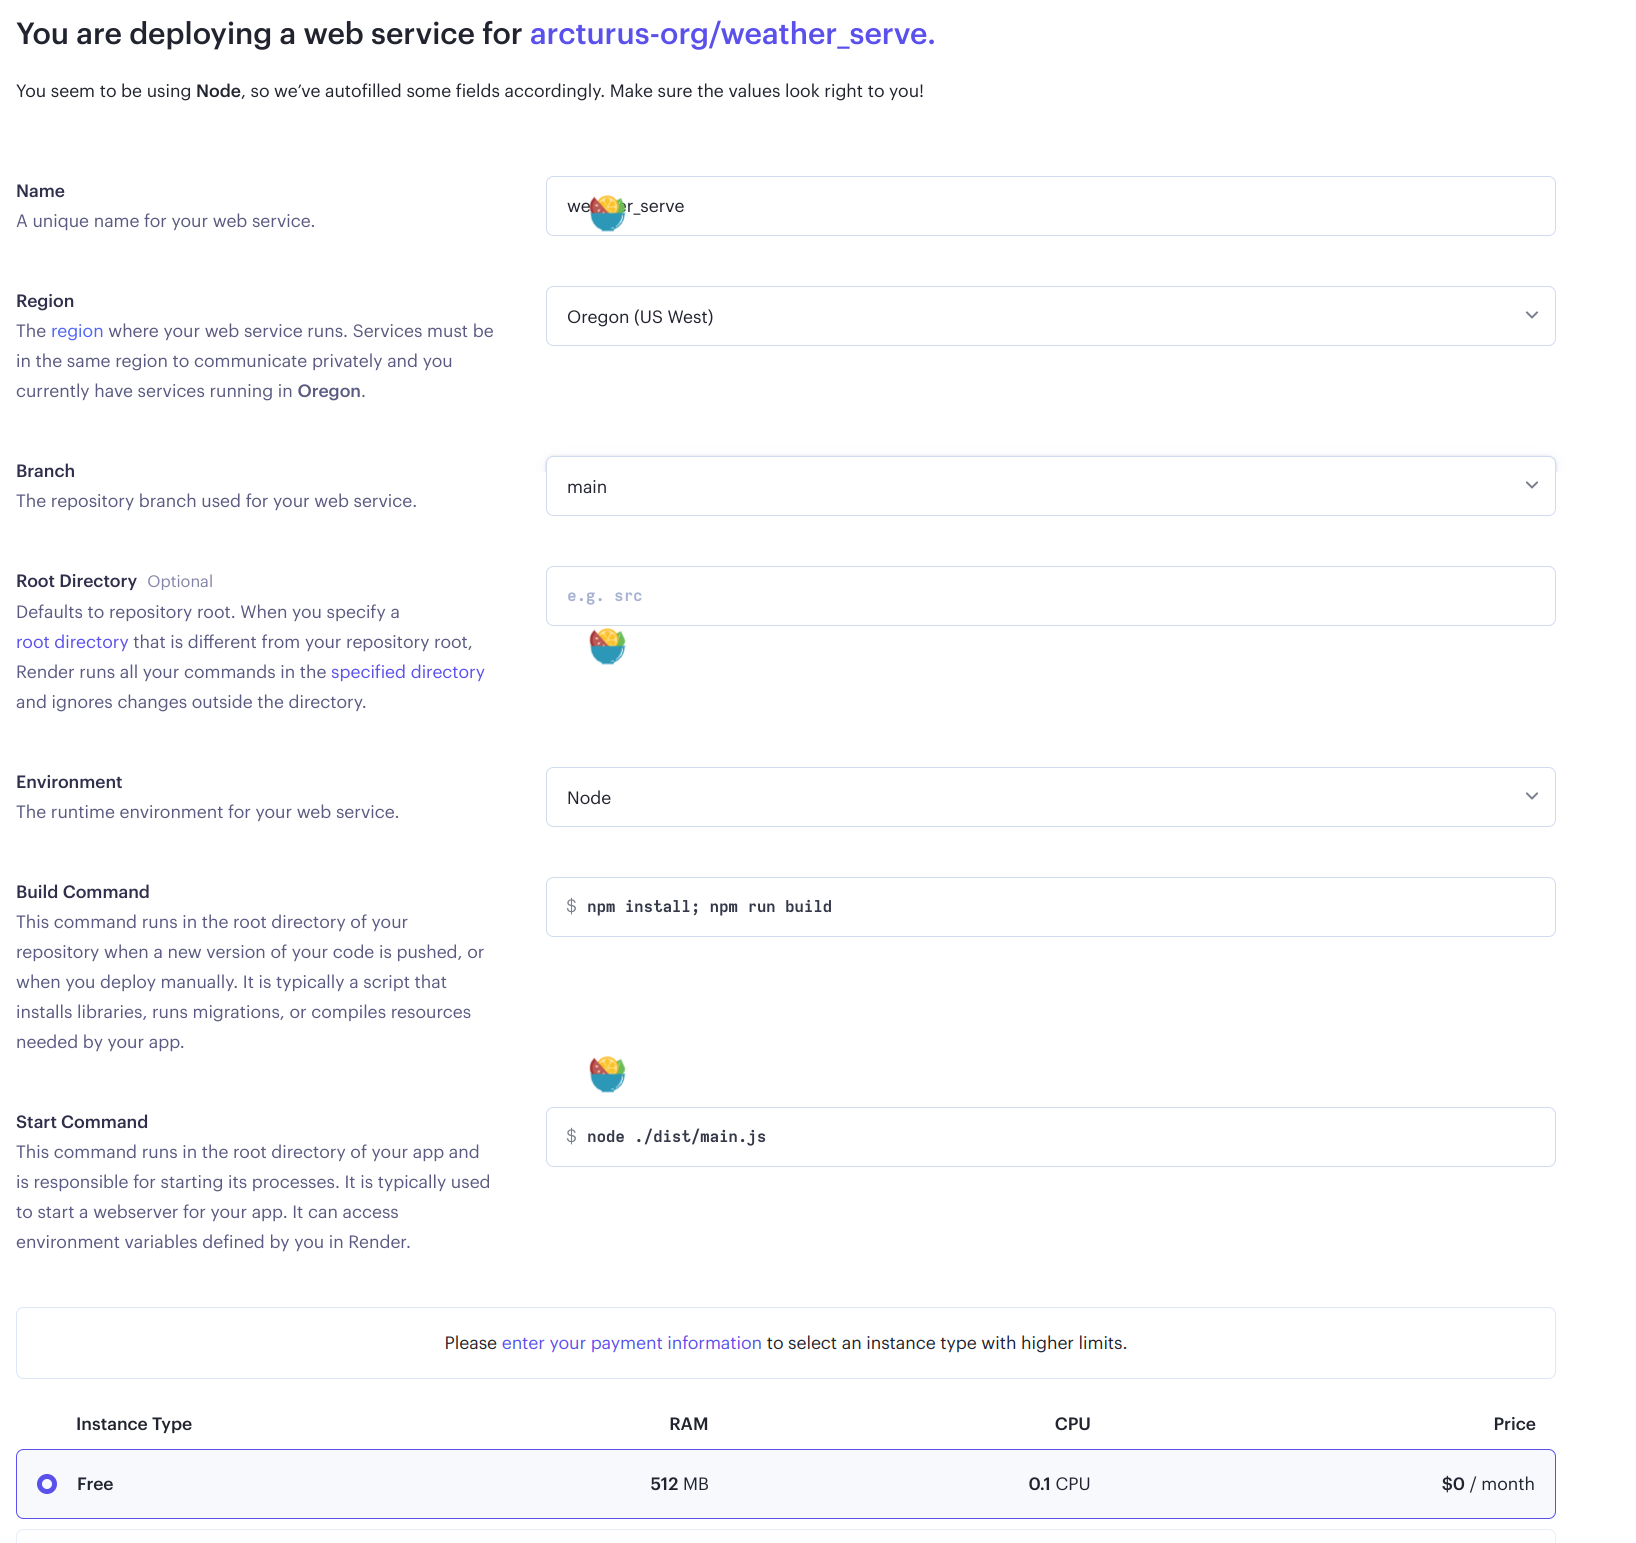 You are deploying a web service for arcturus-org/weather_serve.
You seem to be using Node, so we’ve autofilled some fields accordingly. Make sure the values look right to you!
Name
A unique name for your web service.
we r_serve
Region
The region where your web service runs. Services must be
in the same region to communicate privately and you
currently have services running in Oregon.
Oregon (US West)
Branch
The repository branch used for your web service.
main
Root Directory Optional
Defaults to repository root. When you specify a
root directory that is different from your repository root,
Render runs all your commands in the specified directory
and ignores changes outside the directory.
e.g. src
Environment
The runtime environment for your web service.
Node
Build Command
This command runs in the root directory of your
repository when a new version of your code is pushed, or
when you deploy manually. It is typically a script that
installs libraries, runs migrations, or compiles resources
needed by your app.
$ npm install; npm run build
Start Command
This command runs in the root directory of your app and
is responsible for starting its processes. It is typically used
to start a webserver for your app. It can access
environment variables defined by you in Render.
$ node ./dist/main.js
Please enter your payment information to select an instance type with higher limits.
Instance Type RAM CPU Price
Free 512 MB 0.1 CPU $0 / month